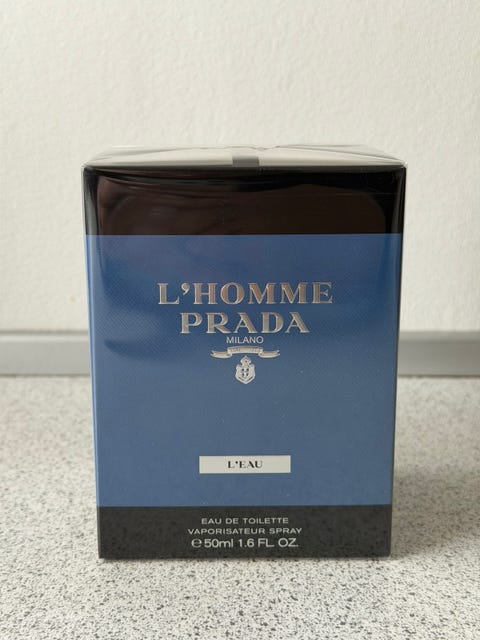 L'HOMME
PRADA
MILANO
L'EAU
EAU DE TOILETTE
VAPORISATEUR SPRAY
℮50ml 1.6 FL. OZ.